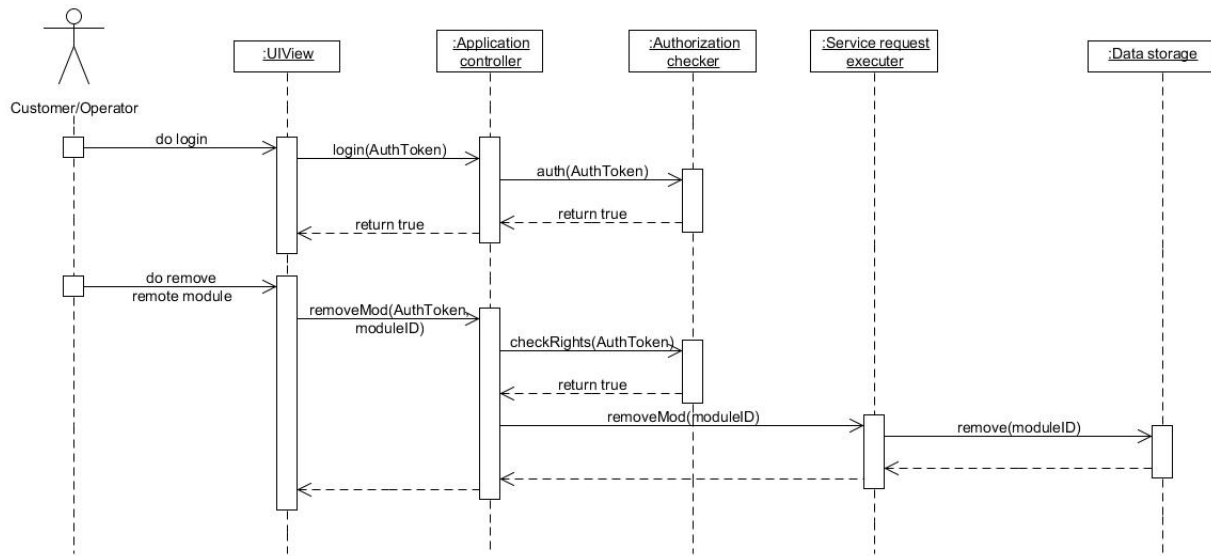 :UIView
:Application
controller
:Authorization
checker
:Service request
executer
:Data storage
Customer/Operator
do login
login(AuthToken)
auth(AuthToken)
return true
return true
do remove
remote module
removeMod(AuthToken,
moduleID)
checkRights(AuthToken)
return true
removeMod(moduleID)
remove(moduleID)